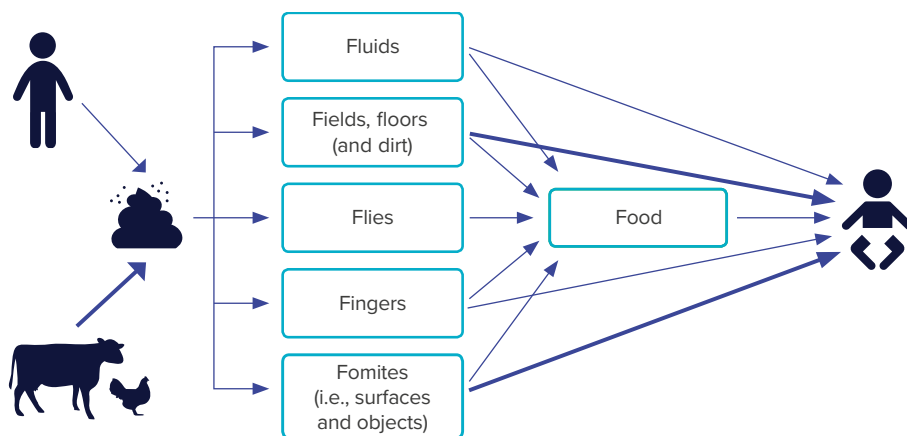 Fluids
Fields, floors
(and dirt)
Flies
Food
Fingers
Fomites
(i.e., surfaces
and objects)